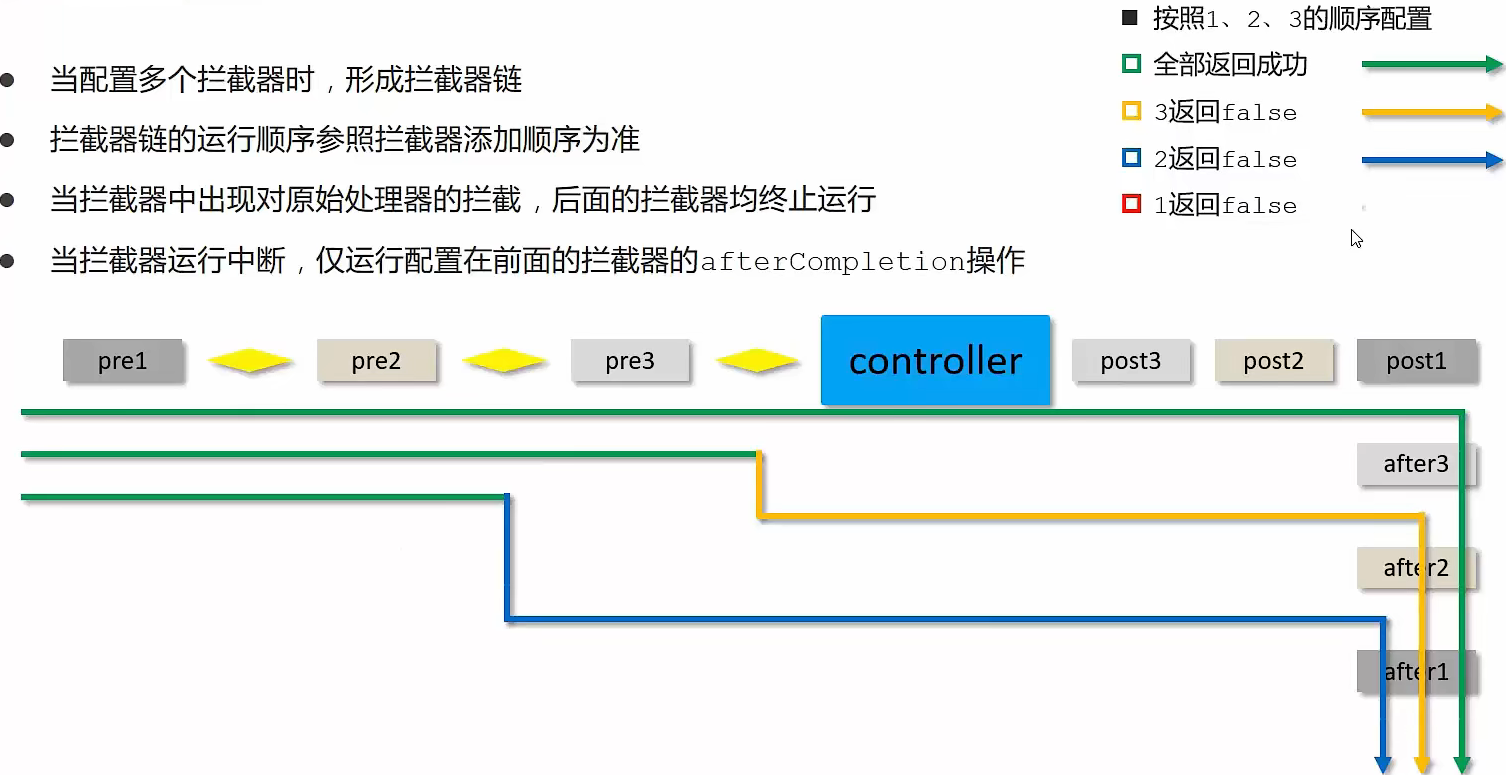 当配置多个拦截器时，形成拦截器链
拦截器链的运行顺序参照拦截器添加顺序为准
当拦截器中出现对原始处理器的拦截，后面的拦截器均终止运行
当拦截器运行中断，仅运行配置在前面的拦截器的afterCompletion操作
按照1、2、3的顺序配置
全部返回成功
3返回false
2返回false
1返回false
pre1
pre2
pre3
controller
post3
post2
post1
after3
after2
after1